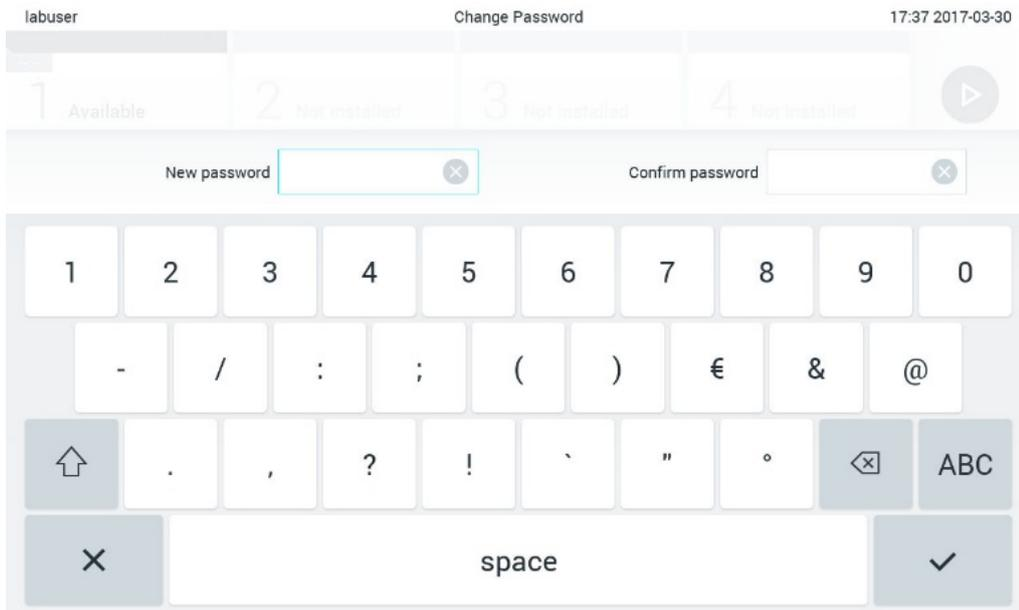 labuser Change Password 17:37 2017-03-30
1 Available 2 Not installed 3 Not installed 4 Not installed
New password Confirm password
1 2 3 4 5 6 7 8 9 0
- / : ; ( ) € & @
. , ? ! ` " ° ABC
space